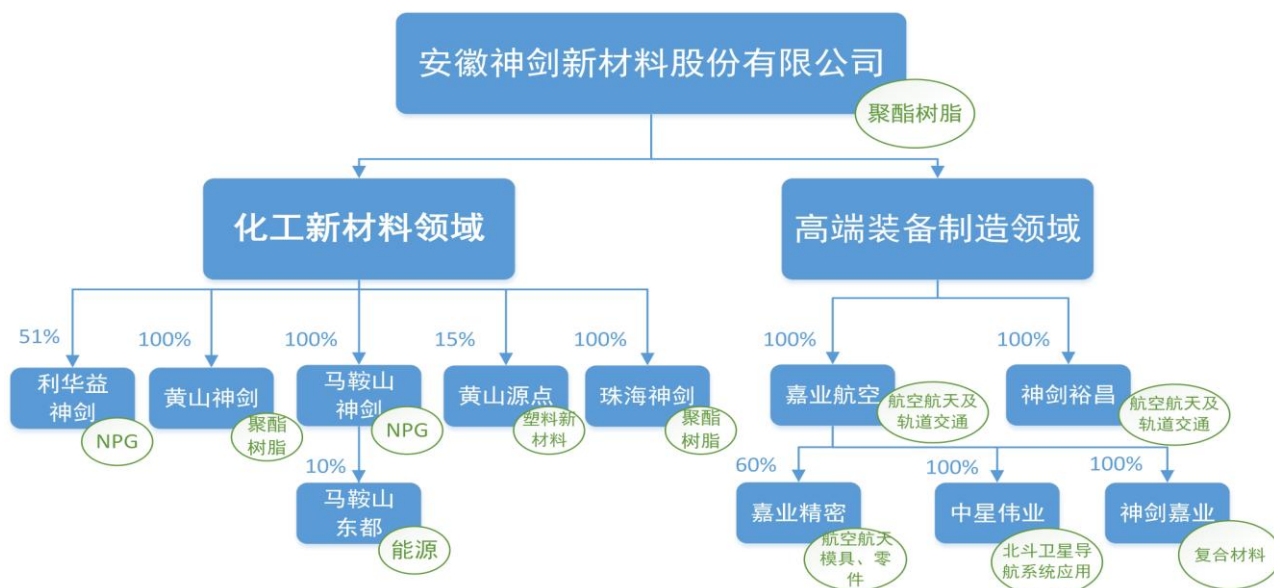 安徽神剑新材料股份有限公司
聚酯树脂
化工新材料领域
高端装备制造领域
51%
100%
100%
15%
100%
100%
100%
利华益
神剑
NPG
黄山神剑
聚酯
树脂
马鞍山
神剑
NPG
黄山源点
塑料新
材料
珠海神剑
聚酯
树脂
嘉业航空
航空航天及
轨道交通
神剑裕昌
航空航天及
轨道交通
10%
60%
100%
100%
马鞍山
东都
能源
嘉业精密
航空航天
模具、零
件
中星伟业
北斗卫星导
航系统应用
神剑嘉业
复合材料